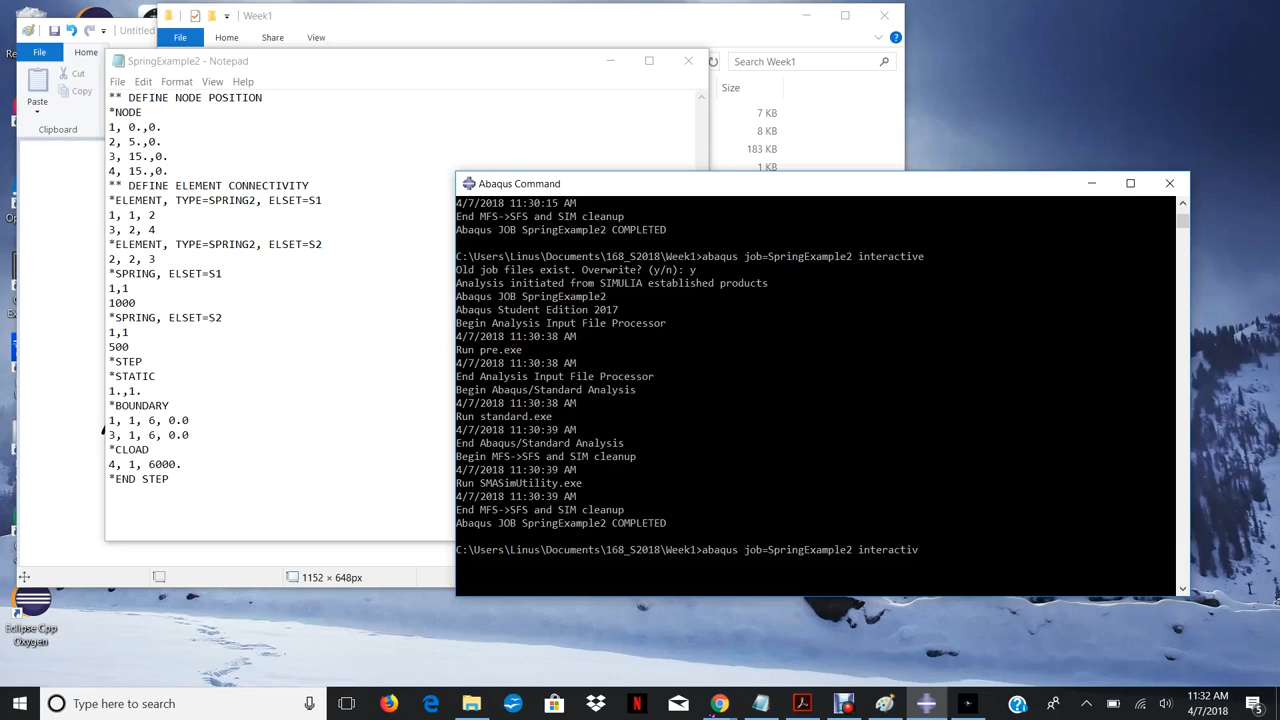 Untitled
File
Home
Cut
Copy
Paste
Clipboard
Week1
File
Home
Share
View
Search Week1
Size
7 KB
8 KB
183 KB
1 KB
SpringExample2 - Notepad
File Edit Format View Help
** DEFINE NODE POSITION
*NODE
1, 0.,0.
2, 5.,0.
3, 15.,0.
4, 15.,0.
** DEFINE ELEMENT CONNECTIVITY
*ELEMENT, TYPE=SPRING2, ELSET=S1
1, 1, 2
3, 2, 4
*ELEMENT, TYPE=SPRING2, ELSET=S2
2, 2, 3
*SPRING, ELSET=S1
1,1
1000
*SPRING, ELSET=S2
1,1
500
*STEP
*STATIC
1.,1.
*BOUNDARY
1, 1, 6, 0.0
3, 1, 6, 0.0
*CLOAD
4, 1, 6000.
*END STEP
1152 × 648px
Abaqus Command
4/7/2018 11:30:15 AM
End MFS->SFS and SIM cleanup
Abaqus JOB SpringExample2 COMPLETED
C:\Users\Linus\Documents\168_S2018\Week1>abaqus job=SpringExample2 interactive
Old job files exist. Overwrite? (y/n): y
Analysis initiated from SIMULIA established products
Abaqus JOB SpringExample2
Abaqus Student Edition 2017
Begin Analysis Input File Processor
4/7/2018 11:30:38 AM
Run pre.exe
4/7/2018 11:30:38 AM
End Analysis Input File Processor
Begin Abaqus/Standard Analysis
4/7/2018 11:30:38 AM
Run standard.exe
4/7/2018 11:30:39 AM
End Abaqus/Standard Analysis
Begin MFS->SFS and SIM cleanup
4/7/2018 11:30:39 AM
Run SMASimUtility.exe
4/7/2018 11:30:39 AM
End MFS->SFS and SIM cleanup
Abaqus JOB SpringExample2 COMPLETED
C:\Users\Linus\Documents\168_S2018\Week1>abaqus job=SpringExample2 interactiv
Eclipse Cpp
Oxygen
Type here to search
11:32 AM
4/7/2018
5